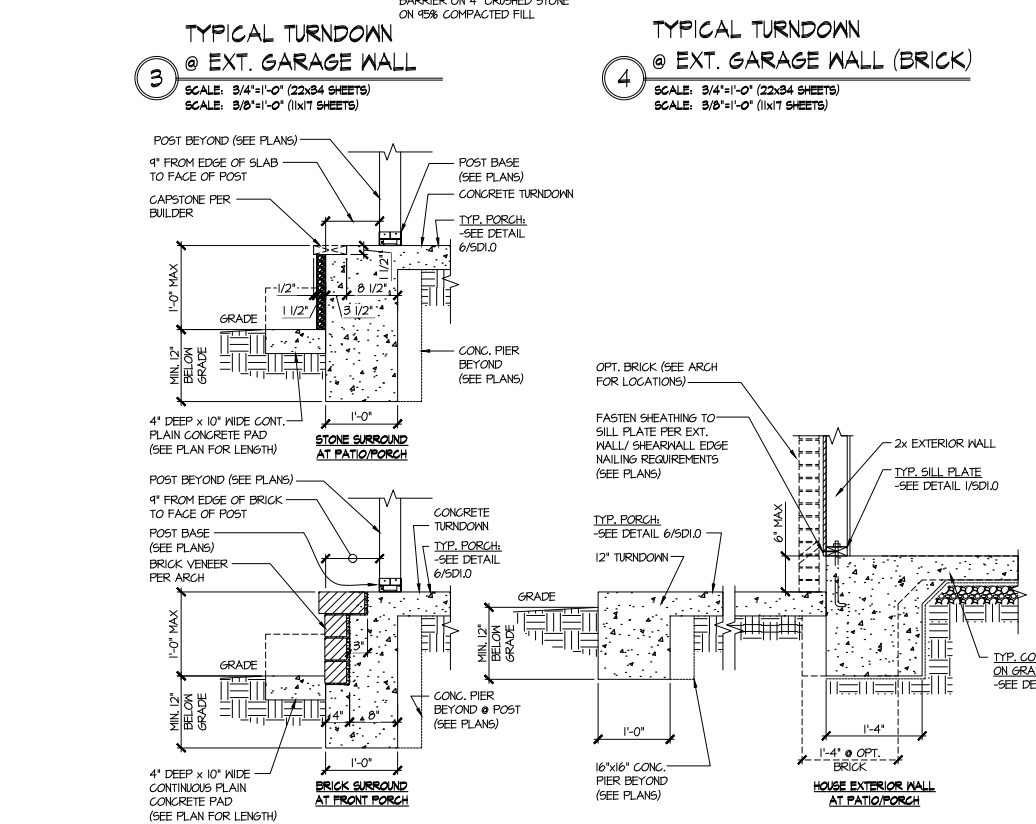 BARRIER ON 4" CRUSHED STONE
ON 95% COMPACTED FILL
3
TYPICAL TURNDOWN
@ EXT. GARAGE WALL
SCALE: 3/4"=1'-0" (22x34 SHEETS)
SCALE: 3/8"=1'-0" (11x17 SHEETS)
4
TYPICAL TURNDOWN
@ EXT. GARAGE WALL (BRICK)
SCALE: 3/4"=1'-0" (22x34 SHEETS)
SCALE: 3/8"=1'-0" (11x17 SHEETS)
POST BEYOND (SEE PLANS)
9" FROM EDGE OF SLAB
TO FACE OF POST
CAPSTONE PER
BUILDER
POST BASE
(SEE PLANS)
CONCRETE TURNDOWN
TYP. PORCH:
-SEE DETAIL
6/SD1.0
1'-0" MAX
1 1/2"
1/2"
8 1/2"
1 1/2"
3 1/2"
GRADE
MIN. 12"
BELOW
GRADE
CONC. PIER
BEYOND
(SEE PLANS)
1'-0"
4" DEEP x 10" WIDE CONT.
PLAIN CONCRETE PAD
(SEE PLAN FOR LENGTH)
STONE SURROUND
AT PATIO/PORCH
POST BEYOND (SEE PLANS)
9" FROM EDGE OF BRICK
TO FACE OF POST
POST BASE
(SEE PLANS)
BRICK VENEER
PER ARCH
CONCRETE
TURNDOWN
TYP. PORCH:
-SEE DETAIL
6/SD1.0
1'-0" MAX
3"
GRADE
MIN. 12"
BELOW
GRADE
4"
8"
CONC. PIER
BEYOND @ POST
(SEE PLANS)
1'-0"
4" DEEP x 10" WIDE
CONTINUOUS PLAIN
CONCRETE PAD
(SEE PLAN FOR LENGTH)
BRICK SURROUND
AT FRONT PORCH
OPT. BRICK (SEE ARCH
FOR LOCATIONS)
FASTEN SHEATHING TO
SILL PLATE PER EXT.
WALL/ SHEARWALL EDGE
NAILING REQUIREMENTS
(SEE PLANS)
2x EXTERIOR WALL
TYP. SILL PLATE
-SEE DETAIL 1/SD1.0
6" MAX
TYP. PORCH:
-SEE DETAIL 6/SD1.0
12" TURNDOWN
GRADE
MIN. 12"
BELOW
GRADE
TYP. CO
ON GRA
-SEE DE
1'-0"
1'-4"
1'-4" @ OPT.
BRICK
16"x16" CONC.
PIER BEYOND
(SEE PLANS)
HOUSE EXTERIOR WALL
AT PATIO/PORCH